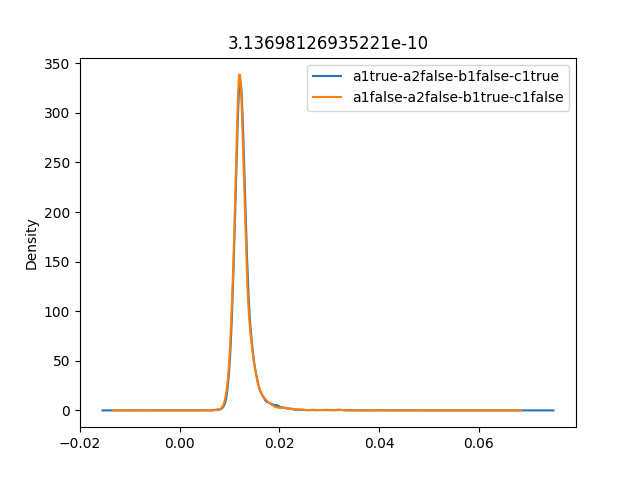 3.13698126935221e-10
a1true-a2false-b1false-c1true
a1false-a2false-b1true-c1false
Density
350
300
250
200
150
100
50
0
−0.02 0.00 0.02 0.04 0.06